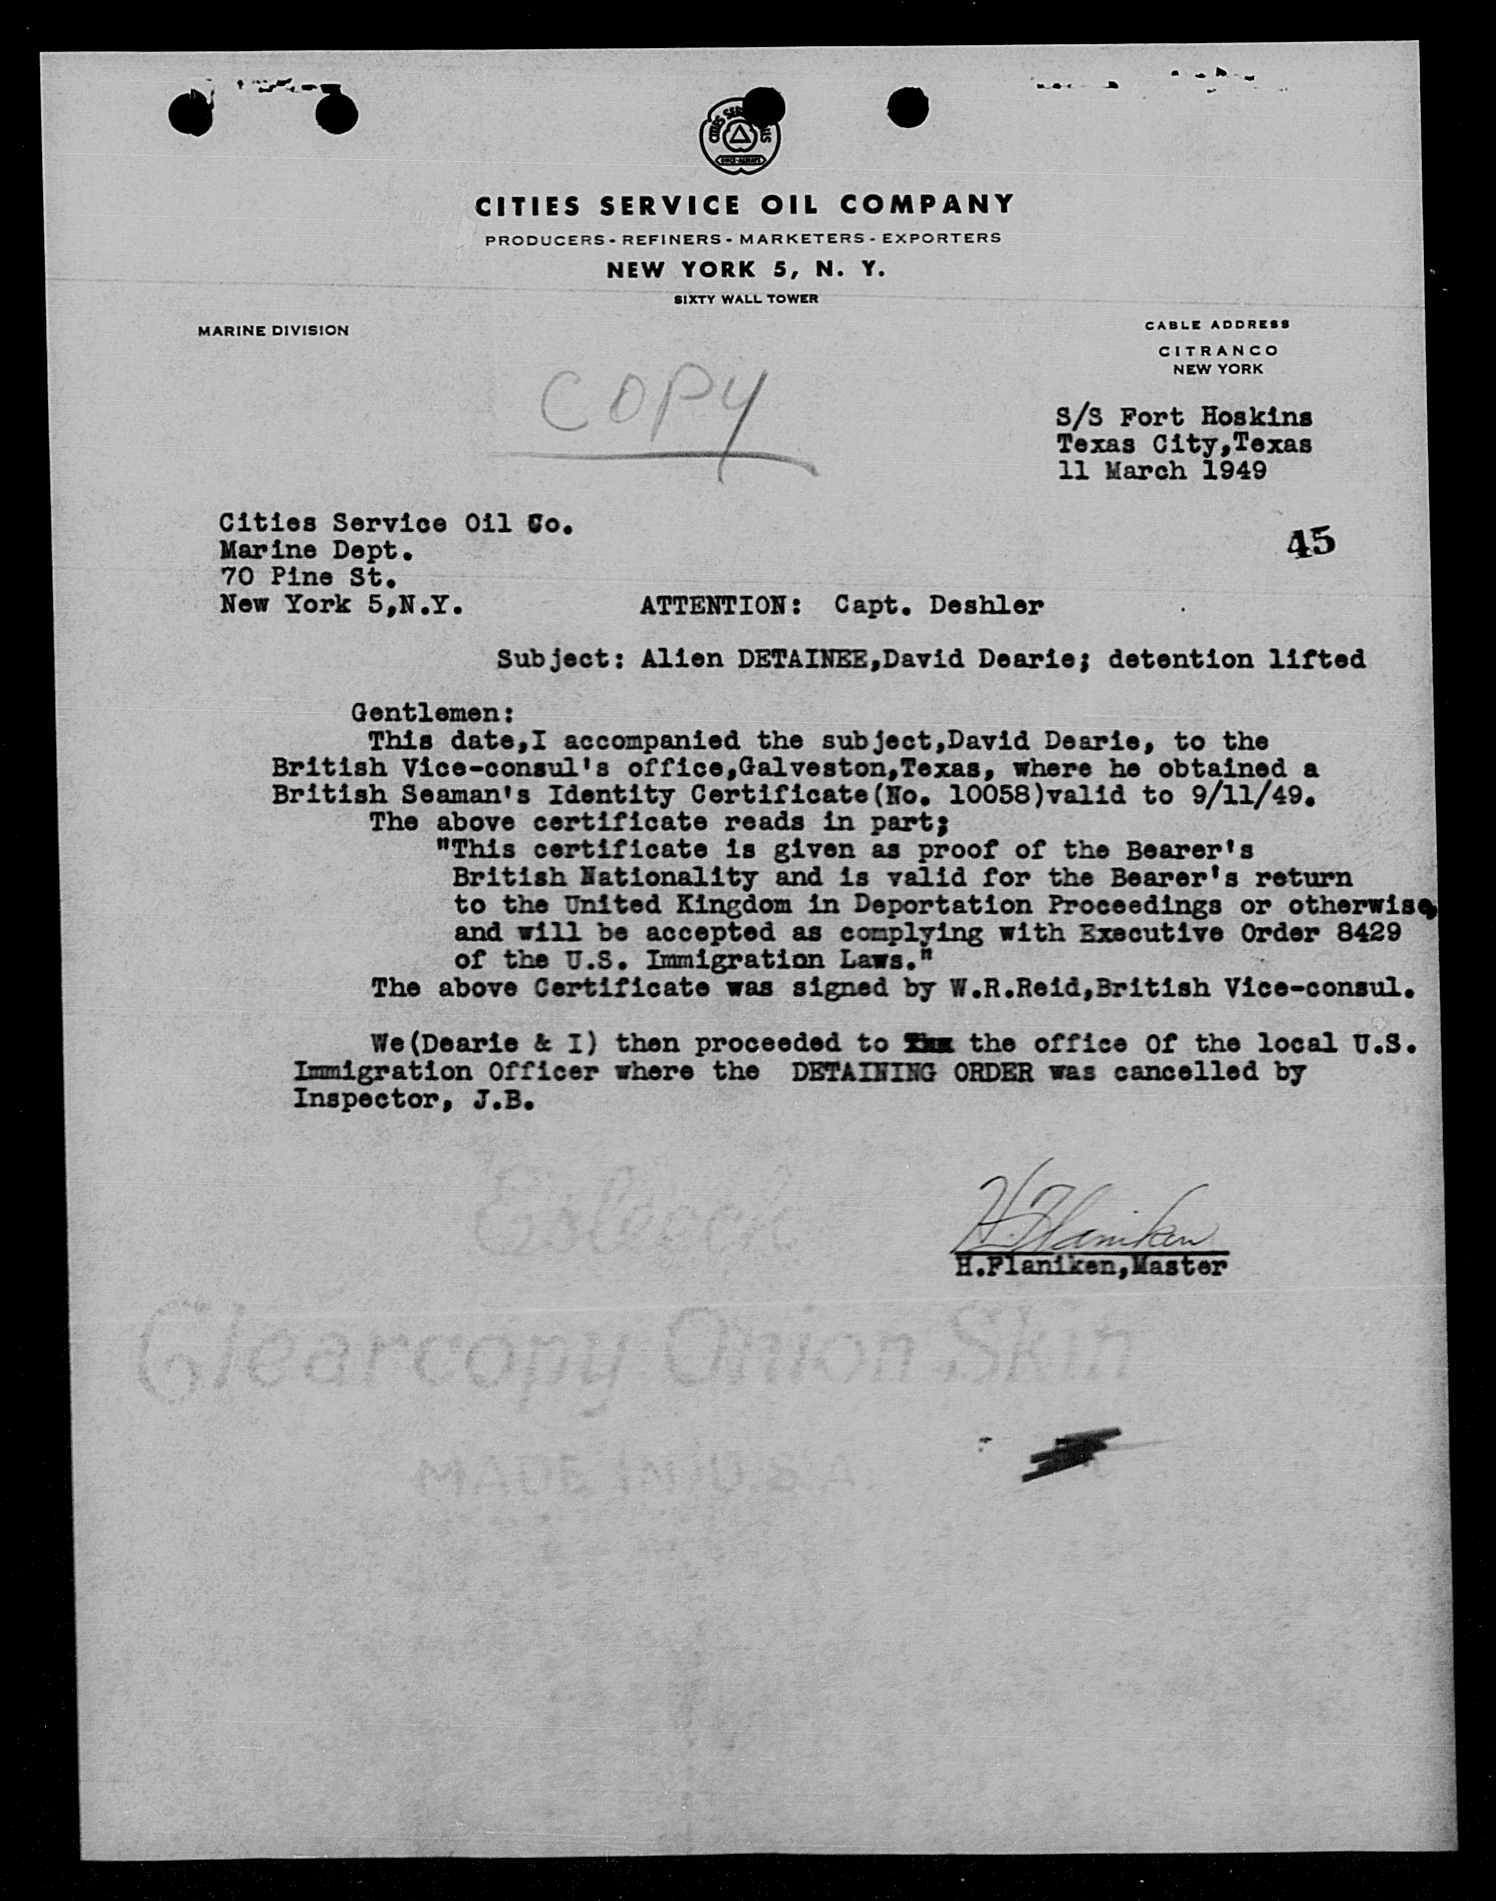 CITIES SERVICE OIL COMPANY
PRODUCERS - REFINERS - MARKETERS - EXPORTERS
NEW YORK 5, N. Y.
SIXTY WALL TOWER
MARINE DIVISION
CABLE ADDRESS
CITRANCO
NEW YORK
COPY
S/S Fort Hoskins
Texas City,Texas
11 March 1949
Cities Service Oil Co.
Marine Dept.
70 Pine St.
New York 5,N.Y.
45
ATTENTION: Capt. Deshler
Subject: Alien DETAINEE,David Dearie; detention lifted
Gentlemen:
This date,I accompanied the subject,David Dearie, to the
British Vice-consul's office,Galveston,Texas, where he obtained a
British Seaman's Identity Certificate(No. 10058)valid to 9/11/49.
The above certificate reads in part;
"This certificate is given as proof of the Bearer's
British Nationality and is valid for the Bearer's return
to the United Kingdom in Deportation Proceedings or otherwise,
and will be accepted as complying with Executive Order 8429
of the U.S. Immigration Laws."
The above Certificate was signed by W.R.Reid,British Vice-consul.
We(Dearie & I) then proceeded to the office Of the local U.S.
Immigration Officer where the DETAINING ORDER was cancelled by
Inspector, J.B.
H. Flaniken
H.Flaniken,Master
Clearcopy Onion Skin
MADE IN U.S.A.